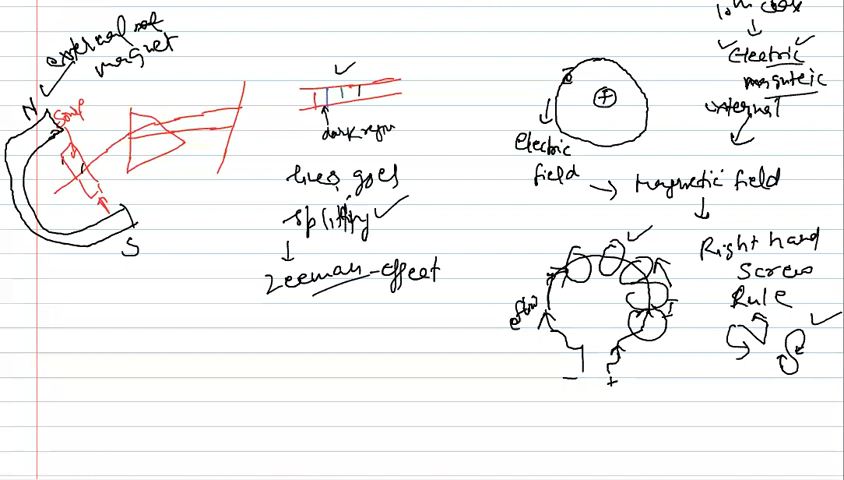 external
magnet
N
S
dark region
lines goes
splitting
Zeeman-effect
e
+
Electric
field
Magnetic field
Electric
magnetic
external
Right hand
Screw
Rule
e flow
I
- +